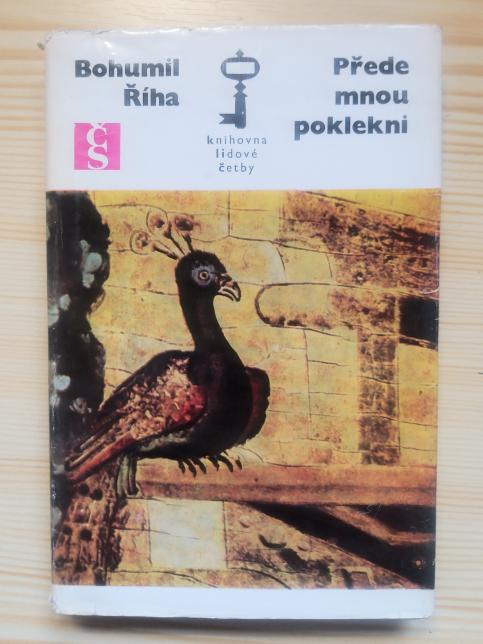 Bohumil
Říha
ČS
knihovna
lidové
četby
Přede
mnou
poklekni